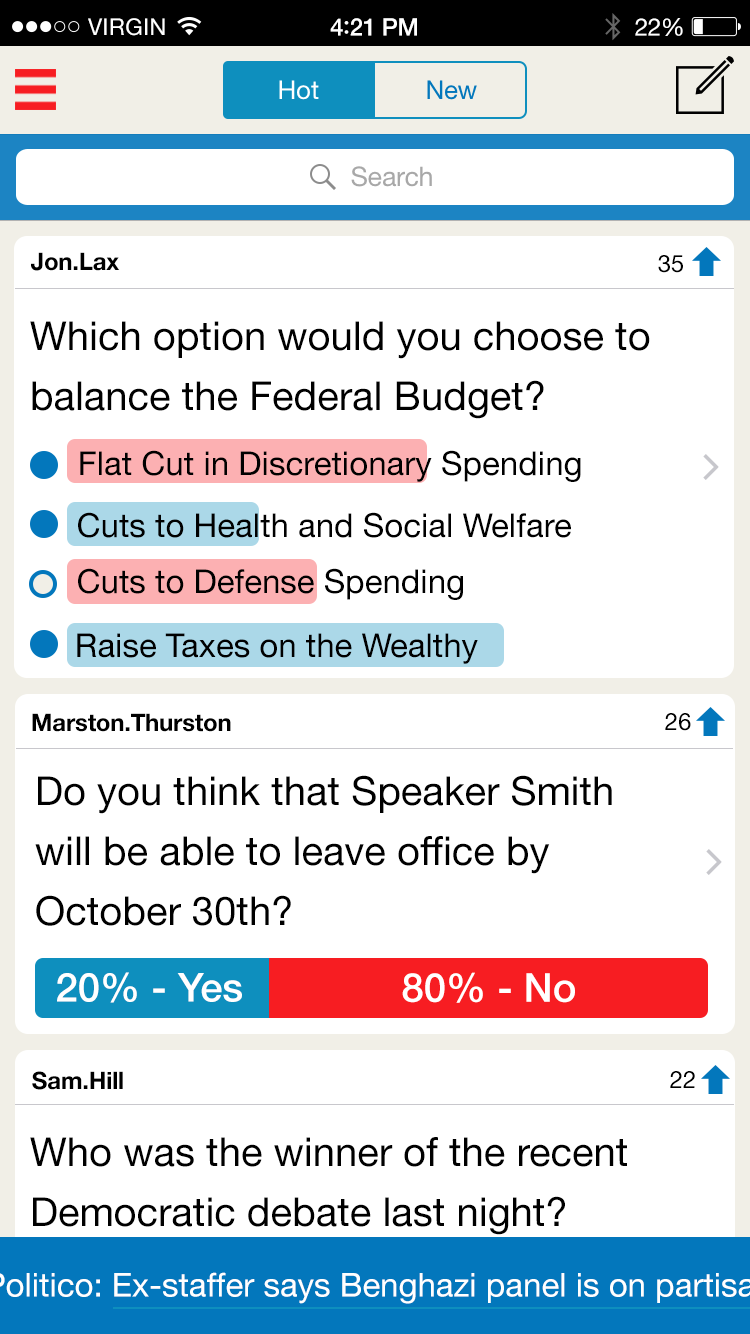 VIRGIN 4:21 PM 22%
Hot New
Search
Jon.Lax 35
Which option would you choose to
balance the Federal Budget?
Flat Cut in Discretionary Spending
Cuts to Health and Social Welfare
Cuts to Defense Spending
Raise Taxes on the Wealthy
Marston.Thurston 26
Do you think that Speaker Smith
will be able to leave office by
October 30th?
20% - Yes 80% - No
Sam.Hill 22
Who was the winner of the recent
Democratic debate last night?
Politico: Ex-staffer says Benghazi panel is on partisa